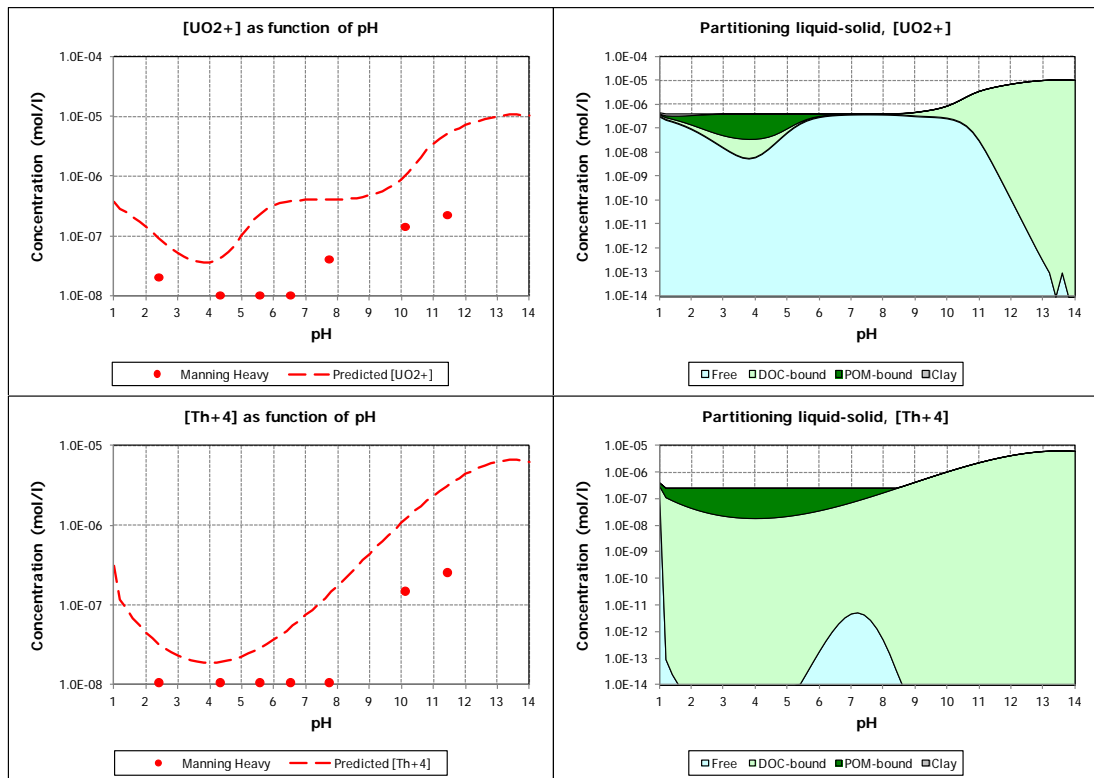 [UO2+] as function of pH
1.0E-04
1.0E-05
1.0E-06
1.0E-07
1.0E-08
Concentration (mol/l)
1 2 3 4 5 6 7 8 9 10 11 12 13 14
pH
Manning Heavy Predicted [UO2+]
Partitioning liquid-solid, [UO2+]
1.0E-04
1.0E-05
1.0E-06
1.0E-07
1.0E-08
1.0E-09
1.0E-10
1.0E-11
1.0E-12
1.0E-13
1.0E-14
Concentration (mol/l)
1 2 3 4 5 6 7 8 9 10 11 12 13 14
pH
Free DOC-bound POM-bound Clay
[Th+4] as function of pH
1.0E-05
1.0E-06
1.0E-07
1.0E-08
Concentration (mol/l)
1 2 3 4 5 6 7 8 9 10 11 12 13 14
pH
Manning Heavy Predicted [Th+4]
Partitioning liquid-solid, [Th+4]
1.0E-05
1.0E-06
1.0E-07
1.0E-08
1.0E-09
1.0E-10
1.0E-11
1.0E-12
1.0E-13
1.0E-14
Concentration (mol/l)
1 2 3 4 5 6 7 8 9 10 11 12 13 14
pH
Free DOC-bound POM-bound Clay